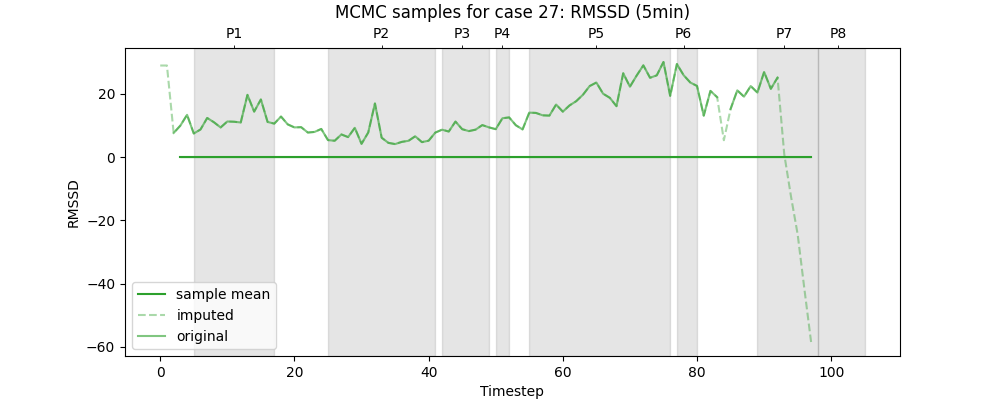 MCMC samples for case 27: RMSSD (5min)
P1 P2 P3 P4 P5 P6 P7 P8
RMSSD
20
0
−20
−40
−60
sample mean
imputed
original
0 20 40 60 80 100
Timestep